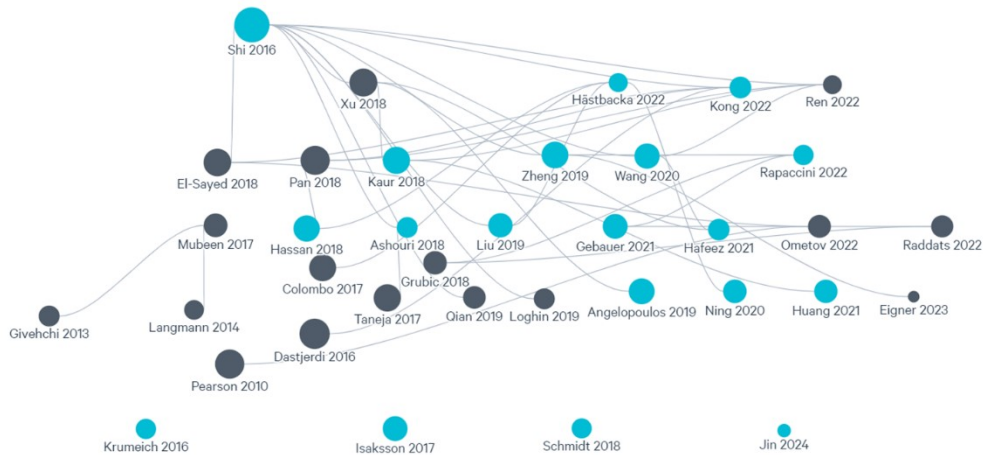 Shi 2016
Xu 2018
Hästbacka 2022
Kong 2022
Ren 2022
El-Sayed 2018
Pan 2018
Kaur 2018
Zheng 2019
Wang 2020
Rapaccini 2022
Mubeen 2017
Hassan 2018
Ashouri 2018
Liu 2019
Gebauer 2021
Hafeez 2021
Ometov 2022
Raddats 2022
Colombo 2017
Grubic 2018
Givehchi 2013
Langmann 2014
Taneja 2017
Qian 2019
Loghin 2019
Angelopoulos 2019
Ning 2020
Huang 2021
Eigner 2023
Dastjerdi 2016
Pearson 2010
Krumeich 2016
Isaksson 2017
Schmidt 2018
Jin 2024